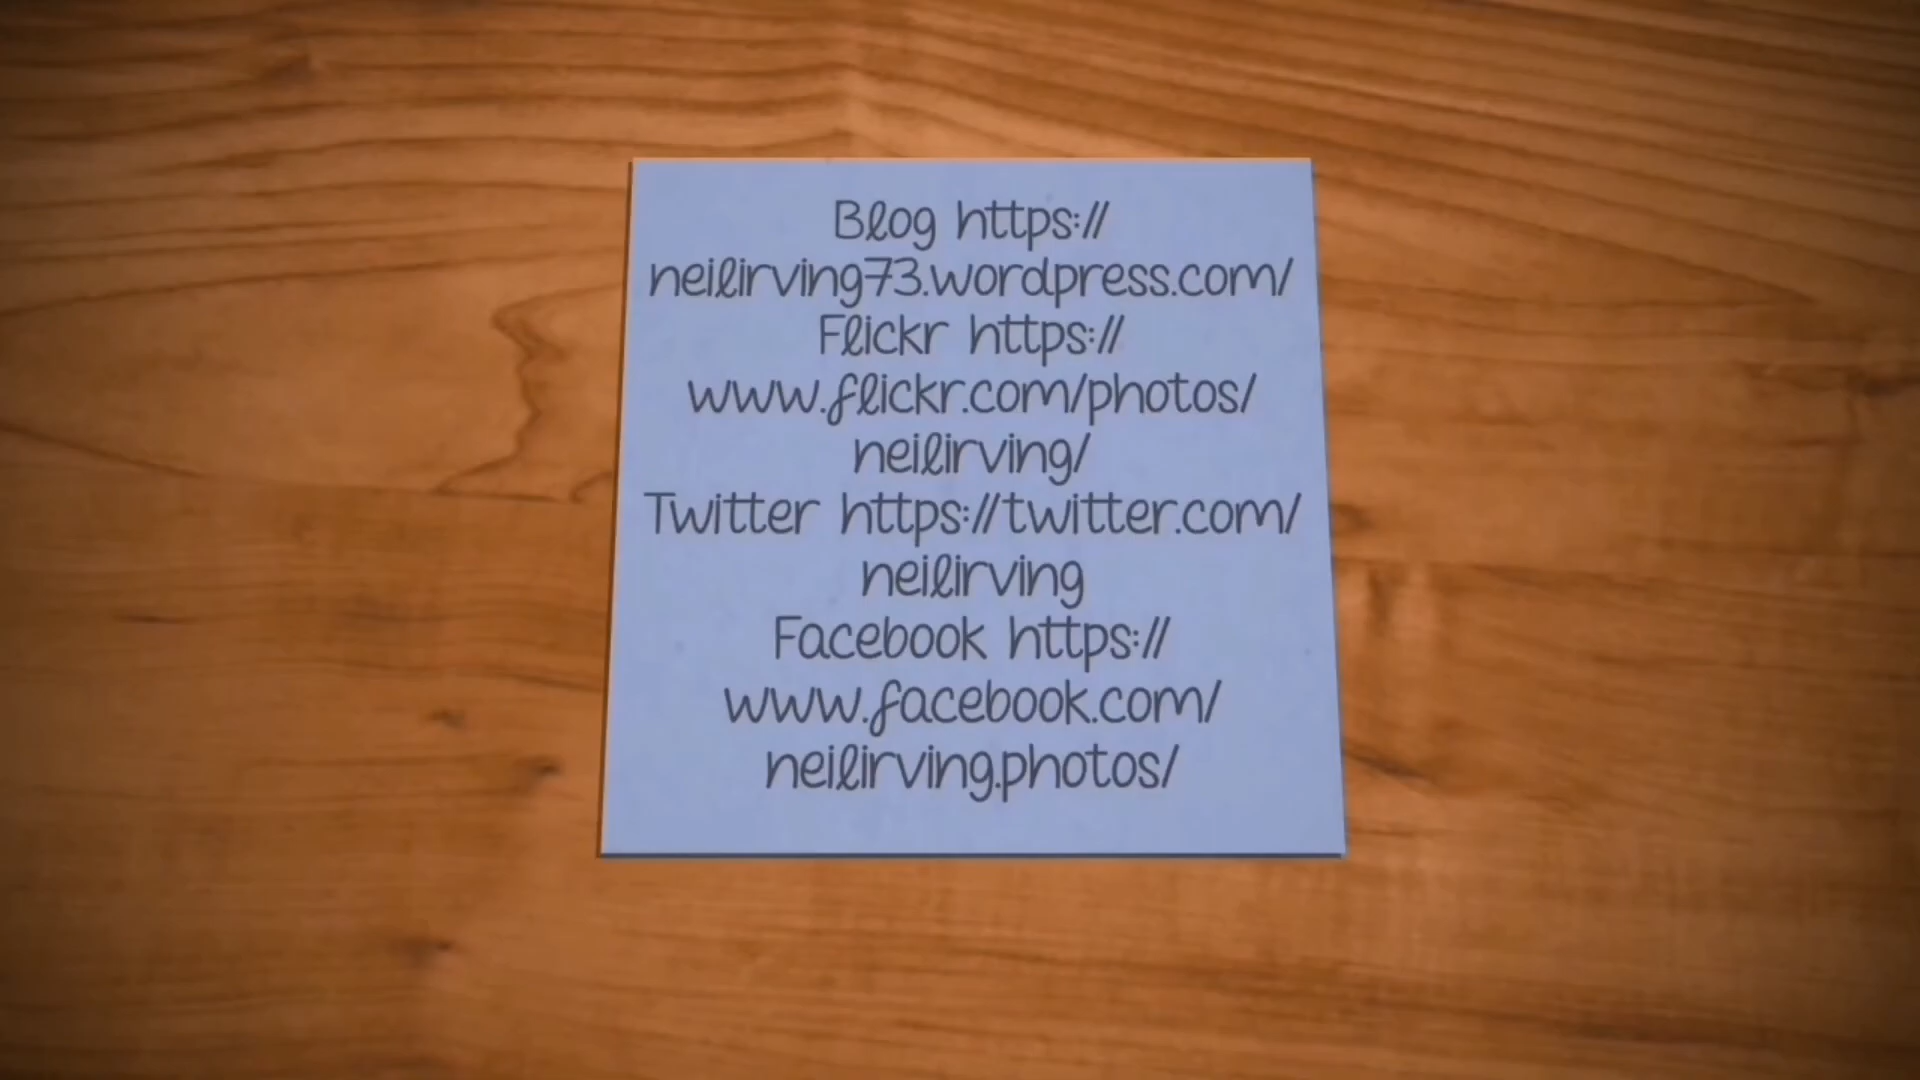 Blog https://
neilirving73.wordpress.com/
Flickr https://
www.flickr.com/photos/
neilirving/
Twitter https://twitter.com/
neilirving
Facebook https://
www.facebook.com/
neilirving.photos/